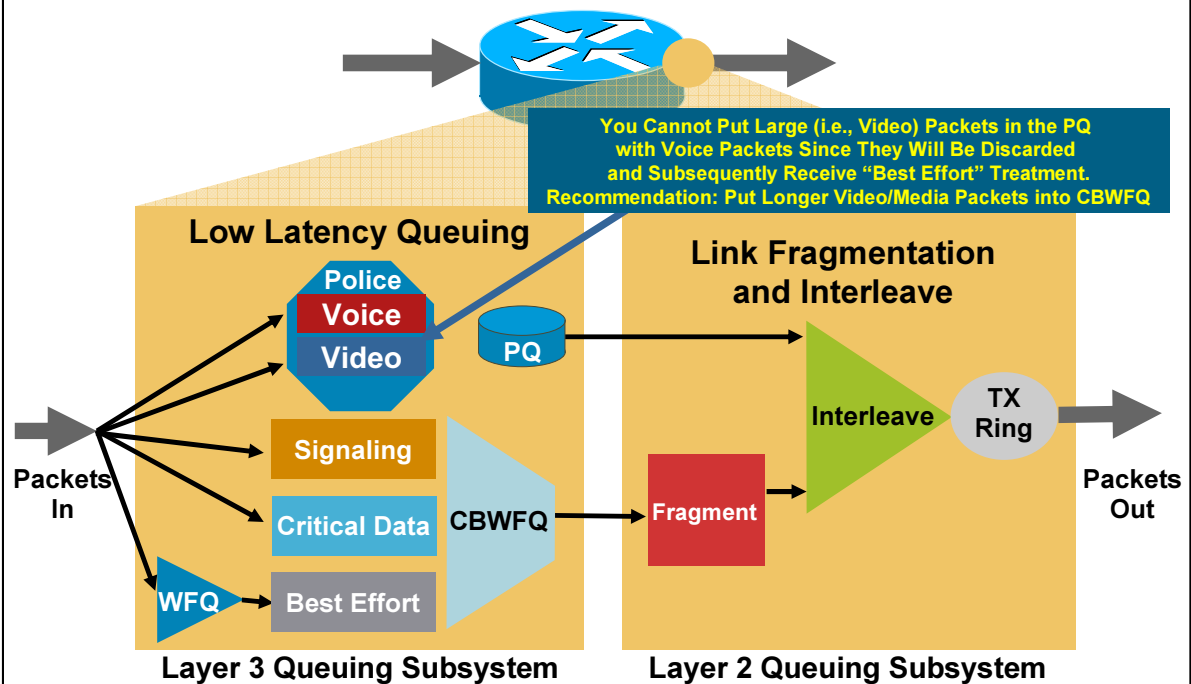 You Cannot Put Large (i.e., Video) Packets in the PQ
with Voice Packets Since They Will Be Discarded
and Subsequently Receive “Best Effort” Treatment.
Recommendation: Put Longer Video/Media Packets into CBWFQ
Low Latency Queuing
Link Fragmentation
and Interleave
Police
Voice
Video
PQ
Signaling
Critical Data
CBWFQ
WFQ
Best Effort
Packets
In
Fragment
Interleave
TX
Ring
Packets
Out
Layer 3 Queuing Subsystem
Layer 2 Queuing Subsystem